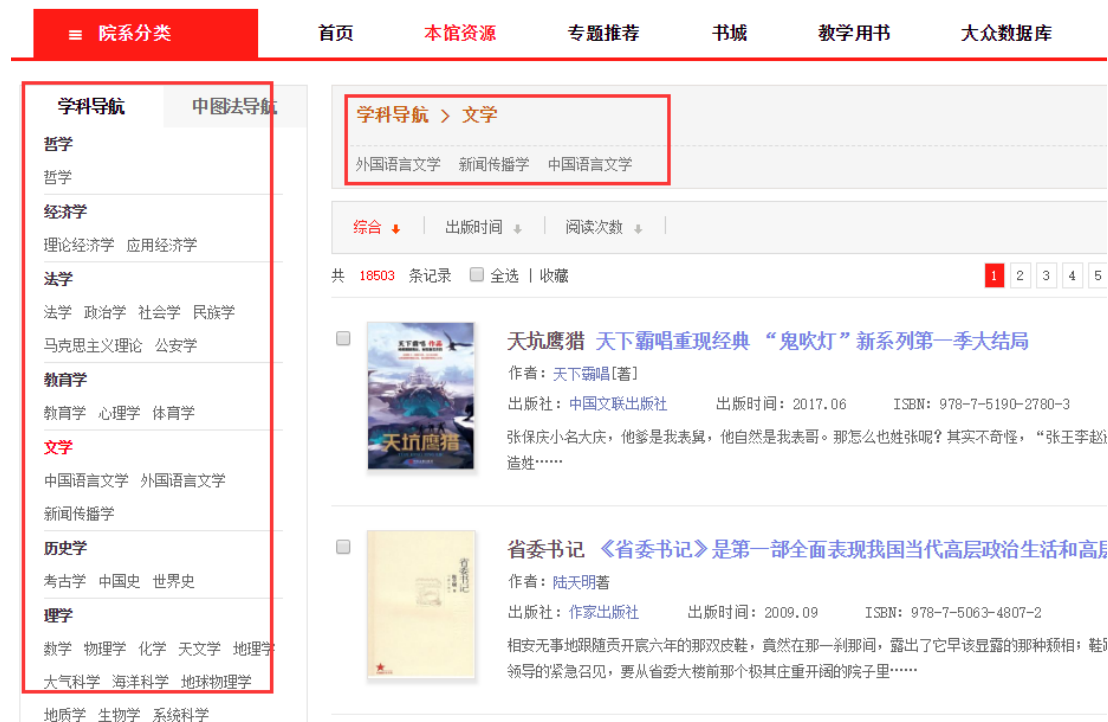 ≡ 院系分类 首页 本馆资源 专题推荐 书城 教学用书 大众数据库
学科导航 中图法导航
哲学
哲学
经济学
理论经济学 应用经济学
法学
法学 政治学 社会学 民族学
马克思主义理论 公安学
教育学
教育学 心理学 体育学
文学
中国语言文学 外国语言文学
新闻传播学
历史学
考古学 中国史 世界史
理学
数学 物理学 化学 天文学 地理学
大气科学 海洋科学 地球物理学
地质学 生物学 系统科学
学科导航 > 文学
外国语言文学 新闻传播学 中国语言文学
综合 出版时间 阅读次数
共 18503 条记录 全选 | 收藏 1 2 3 4 5
天下霸唱 作品
天坑鹰猎
天坑鹰猎 天下霸唱重现经典 “鬼吹灯”新系列第一季大结局
作者: 天下霸唱[著]
出版社: 中国文联出版社 出版时间: 2017.06 ISBN: 978-7-5190-2780-3
张保庆小名大庆，他爹是我表舅，他自然是我表哥。那怎么也姓张呢？其实不奇怪，“张王李赵
造姓……
省委书记
省委书记 《省委书记》是第一部全面表现我国当代高层政治生活和高层
作者: 陆天明著
出版社: 作家出版社 出版时间: 2009.09 ISBN: 978-7-5063-4807-2
相安无事地跟随贡开宸六年的那双皮鞋，竟然在那一刹那间，露出了它早该显露的那种颓相；鞋
领导的紧急召见，要从省委大楼前那个极其庄重开阔的院子里……